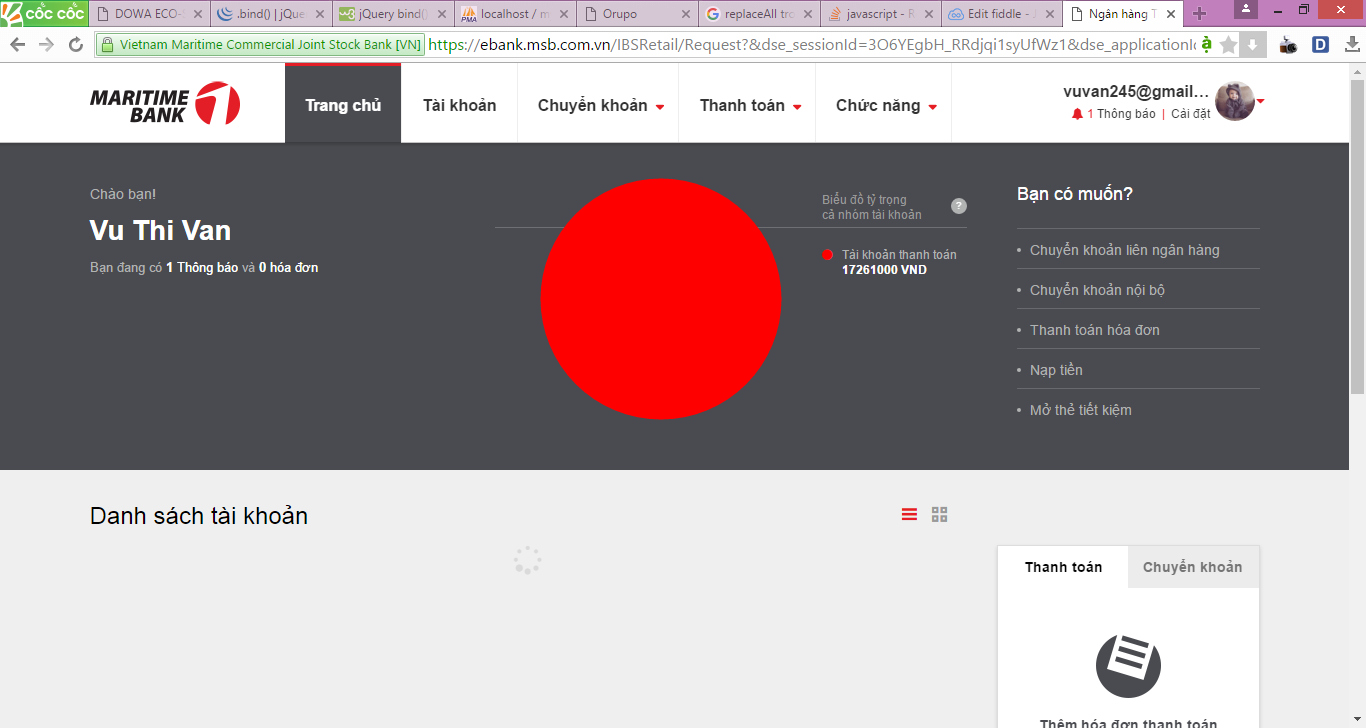 cốc cốc
DOWA ECO-
.bind() | jQue
jQuery bind()
localhost / m
Orupo
replaceAll tro
javascript - R
Edit fiddle - J
Ngân hàng T
Vietnam Maritime Commercial Joint Stock Bank [VN]
https://ebank.msb.com.vn/IBSRetail/Request?&dse_sessionId=3O6YEgbH_RRdjqi1syUfWz1&dse_applicationId
MARITIME
BANK
Trang chủ
Tài khoản
Chuyển khoản
Thanh toán
Chức năng
vuvan245@gmail...
1 Thông báo | Cài đặt
Chào bạn!
Vu Thi Van
Bạn đang có 1 Thông báo và 0 hóa đơn
Biểu đồ tỷ trọng
cả nhóm tài khoản
?
Tài khoản thanh toán
17261000 VND
Bạn có muốn?
Chuyển khoản liên ngân hàng
Chuyển khoản nội bộ
Thanh toán hóa đơn
Nạp tiền
Mở thẻ tiết kiệm
Danh sách tài khoản
Thanh toán
Chuyển khoản
Thêm hóa đơn thanh toán